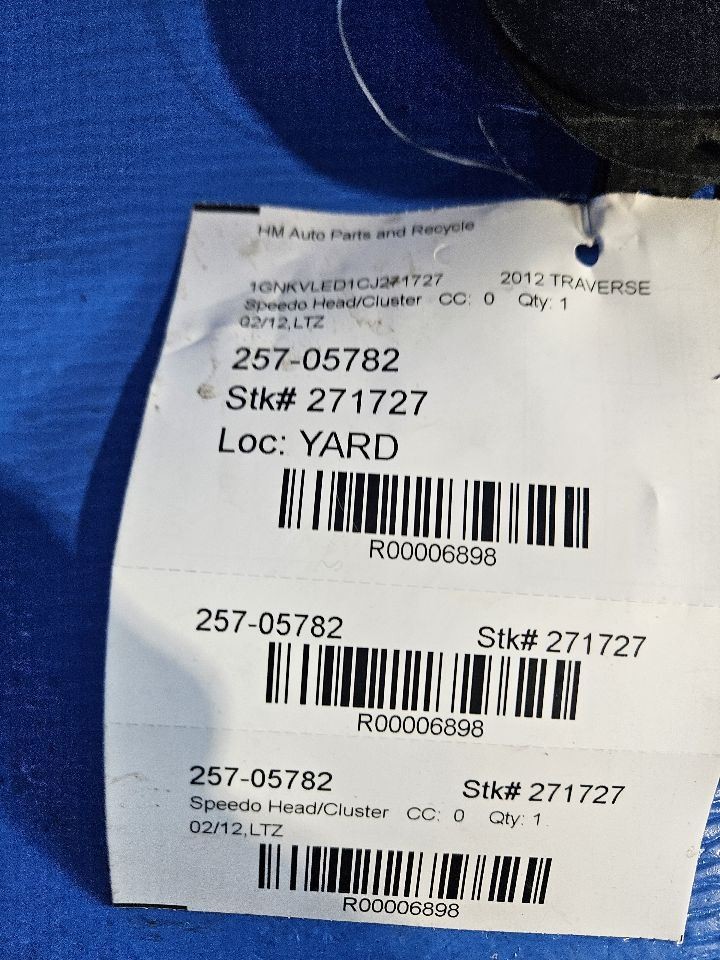 HM Auto Parts and Recycle
1GNKVLED1CJ271727 2012 TRAVERSE
Speedo Head/Cluster CC: 0 Qty: 1
02/12,LTZ
257-05782
Stk# 271727
Loc: YARD
R00006898
257-05782 Stk# 271727
R00006898
257-05782 Stk# 271727
Speedo Head/Cluster CC: 0 Qty: 1
02/12,LTZ
R00006898